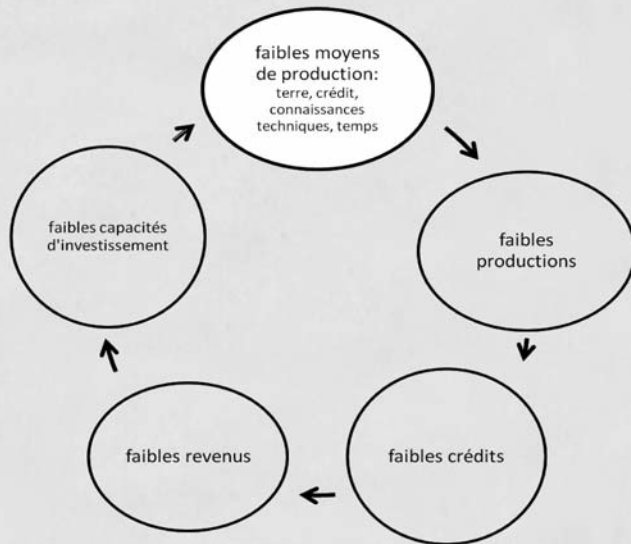 faibles moyens
de production:
terre, crédit,
connaissances
techniques, temps
faibles
productions
faibles crédits
faibles revenus
faibles capacités
d'investissement